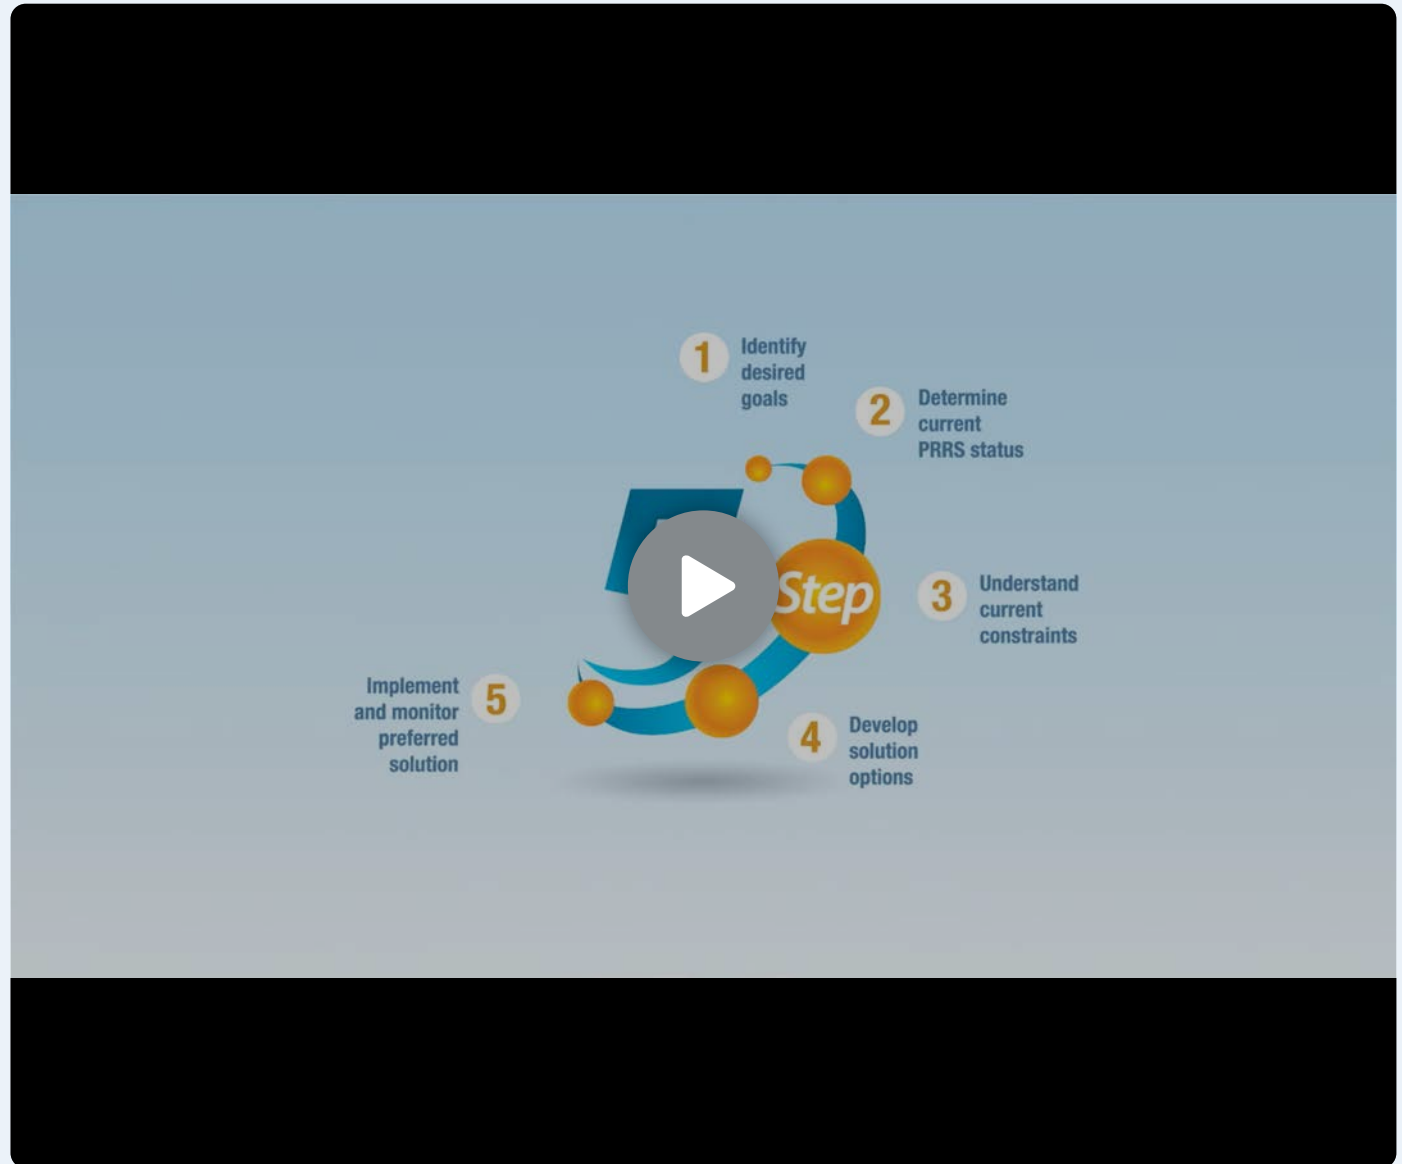 1
Identify
desired
goals
2
Determine
current
PRRS status
Step
3
Understand
current
constraints
4
Develop
solution
options
5
Implement
and monitor
preferred
solution